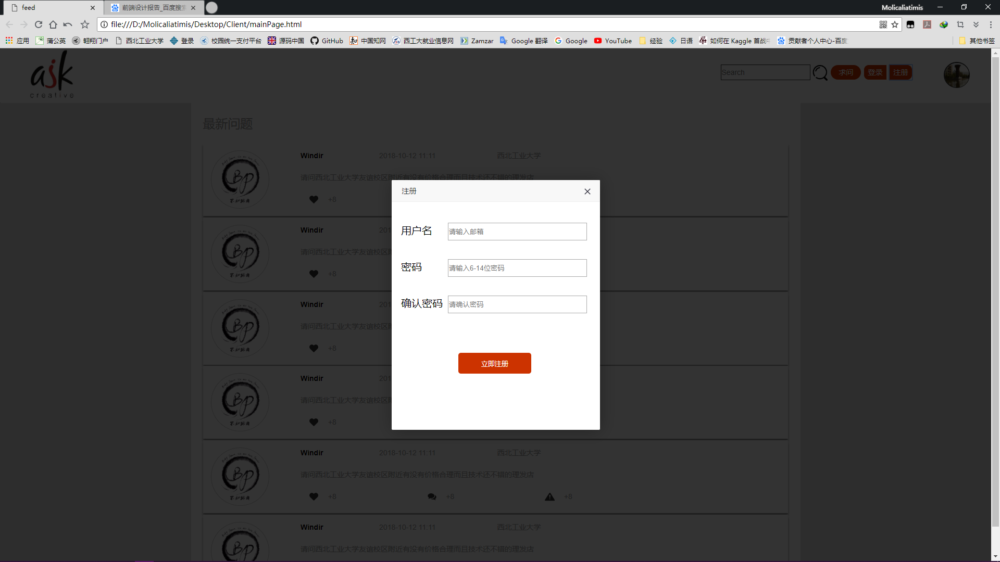 feed
前端设计报告_百度搜索
Molicaliatimis
file:///D:/Molicaliatimis/Desktop/Client/mainPage.html
应用 蒲公英 翱翔门户 西北工业大学 登录 校园统一支付平台 源码中国 GitHub 中国知网 西工大就业信息网 Zamzar Google 翻译 Google YouTube 经验 日语 如何在 Kaggle 首战中 贡献者个人中心-百度 其他书签
ask
creative
Search 求问 登录 注册
最新问题
Windir 2018-10-12 11:11 西北工业大学
请问西北工业大学友谊校区附近有没有价格合理而且技术还不错的理发店
+8
Windir 201
请问西北工业大学友谊校区附
+8
Windir 201
请问西北工业大学友谊校区附
+8
Windir 201
请问西北工业大学友谊校区附
+8
Windir 2018-10-12 11:11 西北工业大学
请问西北工业大学友谊校区附近有没有价格合理而且技术还不错的理发店
+8 +8 +8
Windir 2018-10-12 11:11 西北工业大学
请问西北工业大学友谊校区附近有没有价格合理而且技术还不错的理发店
注册
用户名 请输入邮箱
密码 请输入6-14位密码
确认密码 请确认密码
立即注册